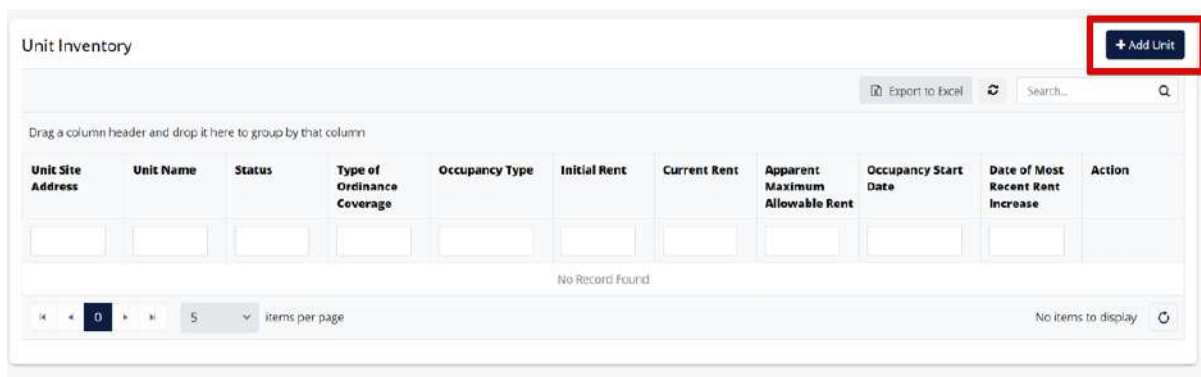 Unit Inventory
+ Add Unit
Export to Excel
Search...
Drag a column header and drop it here to group by that column
Unit Site Address
Unit Name
Status
Type of Ordinance Coverage
Occupancy Type
Initial Rent
Current Rent
Apparent Maximum Allowable Rent
Occupancy Start Date
Date of Most Recent Rent Increase
Action
No Record Found
0
5
items per page
No items to display